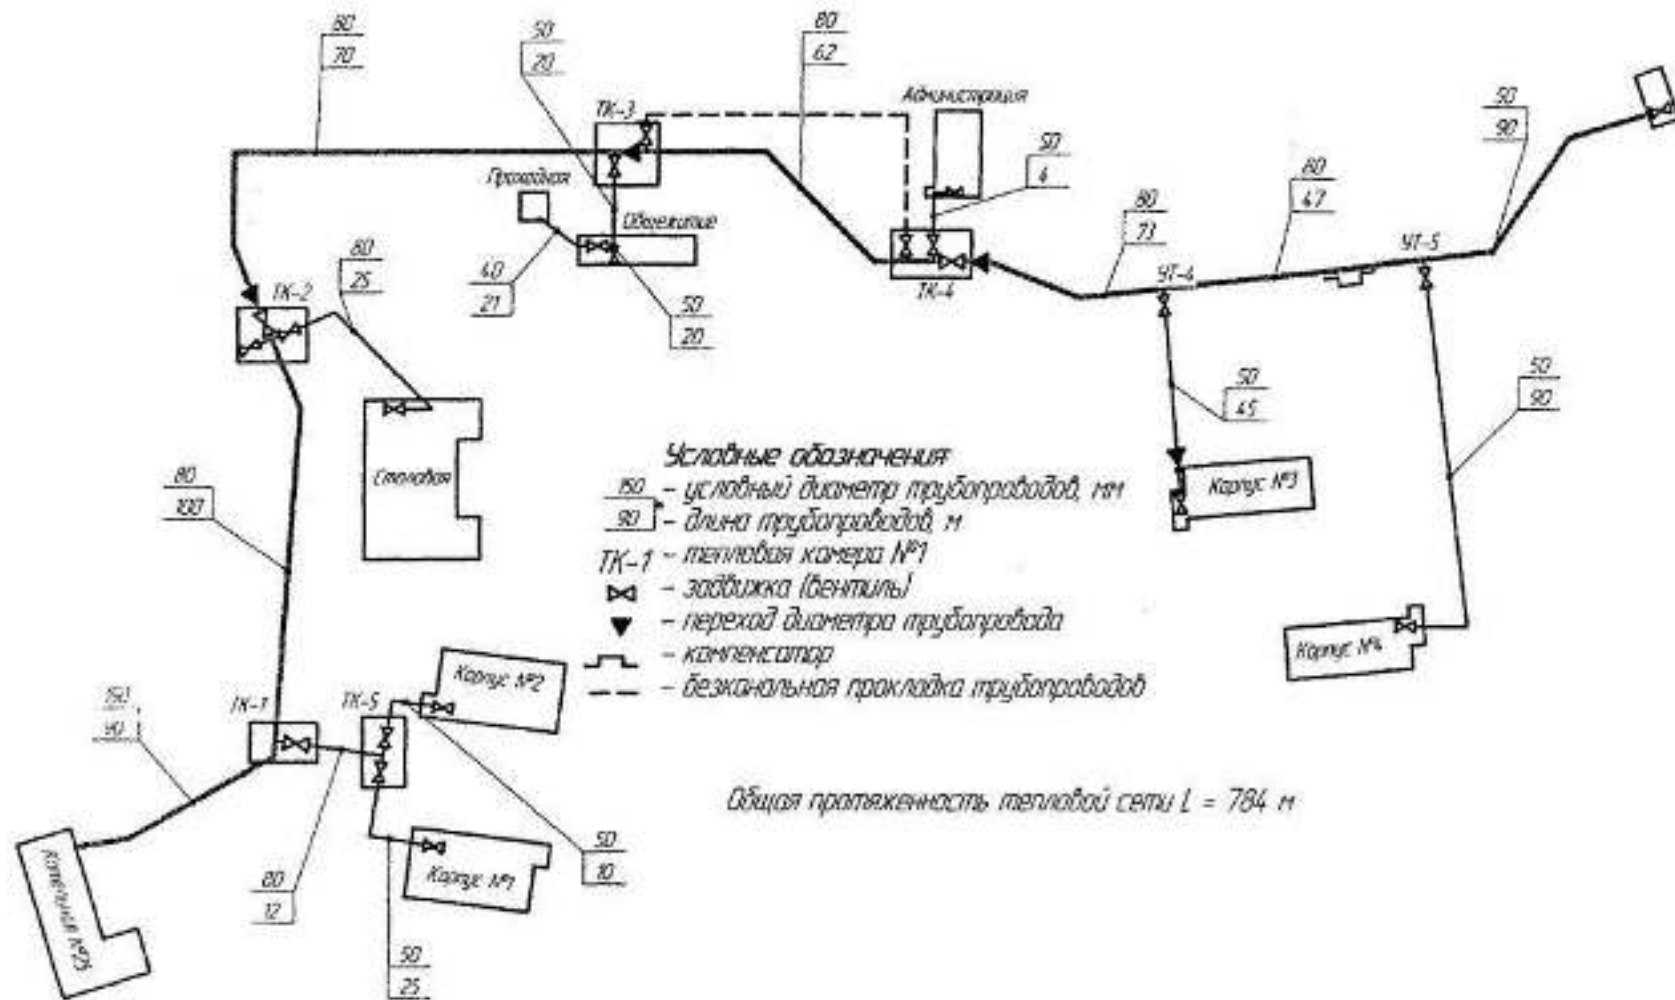 80
70
50
20
80
62
ТК-3
Администрация
50
4
50
90
Проходная
Общежитие
80
47
80
73
УТ-5
УТ-4
ТК-4
80
25
ТК-2
40
21
50
20
50
45
50
90
Столовая
80
100
Условные обозначения
150
90
- условный диаметр трубопроводов, мм
- длина трубопроводов, м
ТК-1 - тепловая камера №1
- задвижка (вентиль)
- переход диаметра трубопровода
- компенсатор
- безканальная прокладка трубопроводов
Корпус №3
Корпус №4
Корпус №2
ТК-1
ТК-5
150
90
Общая протяженность тепловой сети L = 784 м
50
10
Корпус №1
80
12
Котельная №25
50
25